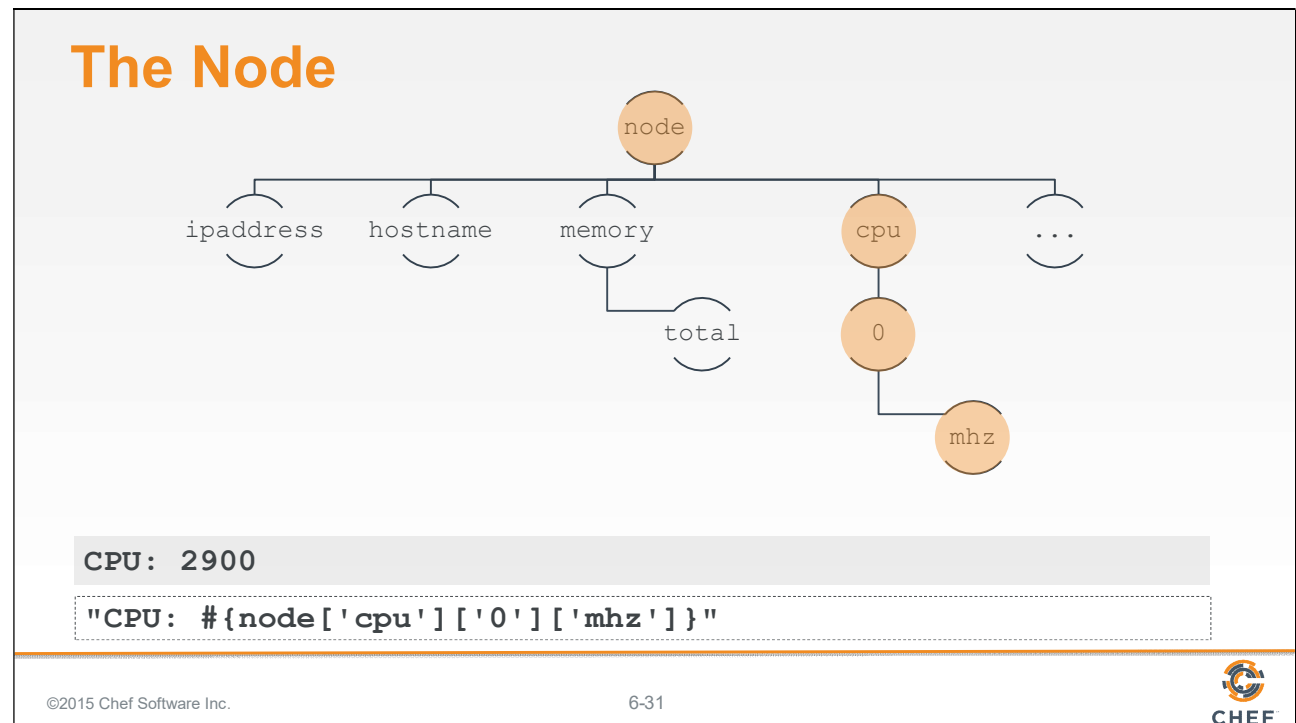 The Node
node
ipaddress hostname memory cpu ...
total 0
mhz
CPU: 2900
"CPU: #{node['cpu']['0']['mhz']}"
©2015 Chef Software Inc. 6-31
CHEF